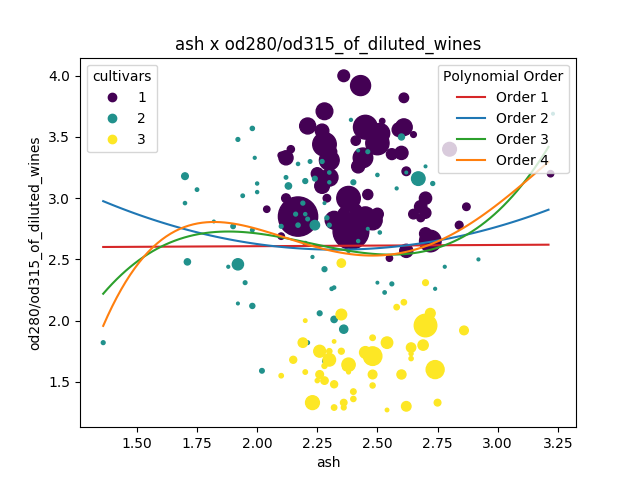 ash x od280/od315_of_diluted_wines
cultivars
1
2
3
Polynomial Order
Order 1
Order 2
Order 3
Order 4
od280/od315_of_diluted_wines
4.0
3.5
3.0
2.5
2.0
1.5
1.50 1.75 2.00 2.25 2.50 2.75 3.00 3.25
ash